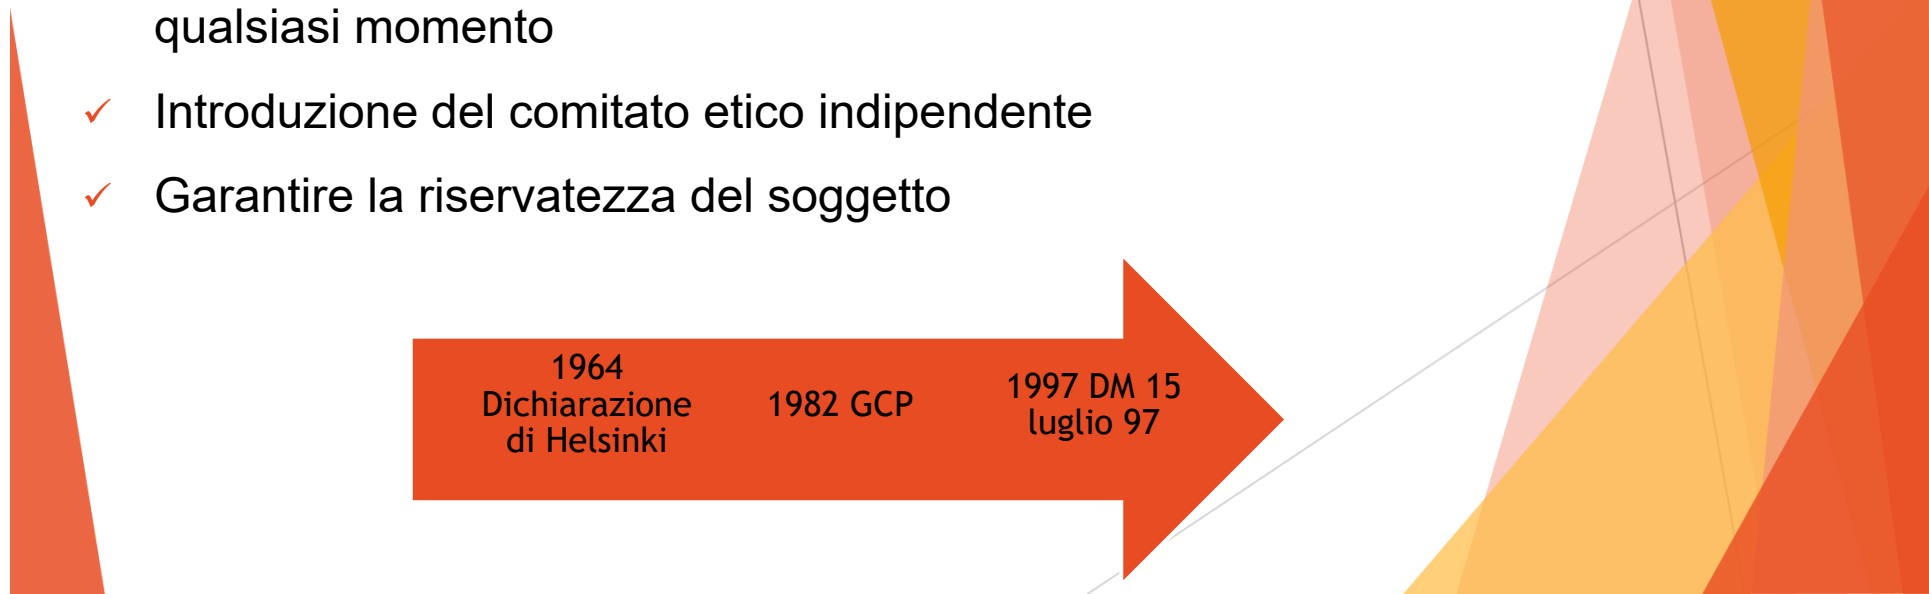 qualsiasi momento
✓ Introduzione del comitato etico indipendente
✓ Garantire la riservatezza del soggetto
1964
Dichiarazione
di Helsinki
1982 GCP
1997 DM 15
luglio 97